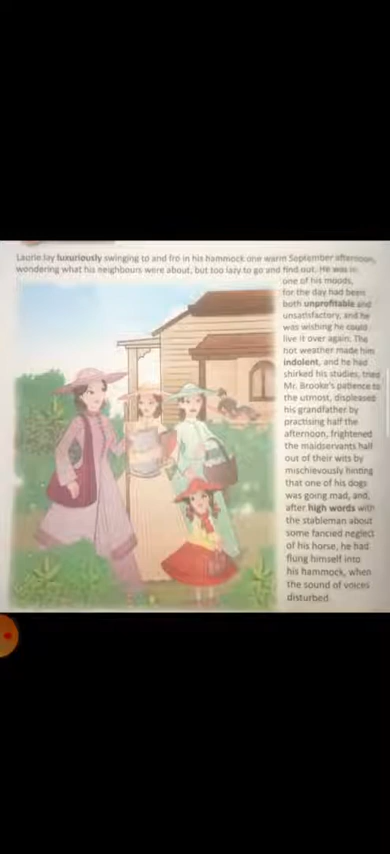 Laurie lay luxuriously swinging to and fro in his hammock one warm September afternoon,
wondering what his neighbours were about, but too lazy to go and find out. He was in
one of his moods,
for the day had been
both unprofitable and
unsatisfactory, and he
was wishing he could
live it over again. The
hot weather made him
indolent, and he had
shirked his studies, tried
Mr. Brooke's patience to
the utmost, displeased
his grandfather by
practising half the
afternoon, frightened
the maidservants half
out of their wits by
mischievously hinting
that one of his dogs
was going mad, and,
after high words with
the stableman about
some fancied neglect
of his horse, he had
flung himself into
his hammock, when
the sound of voices
disturbed.